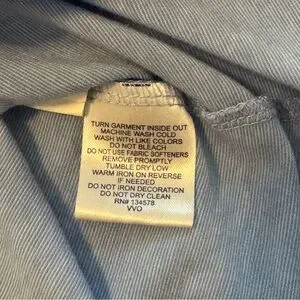 TURN GARMENT INSIDE OUT
MACHINE WASH COLD
WASH WITH LIKE COLORS
DO NOT BLEACH
DO NOT USE FABRIC SOFTENERS
REMOVE PROMPTLY
TUMBLE DRY LOW
WARM IRON ON REVERSE
IF NEEDED
DO NOT IRON DECORATION
DO NOT DRY CLEAN
RN# 134578
VVO